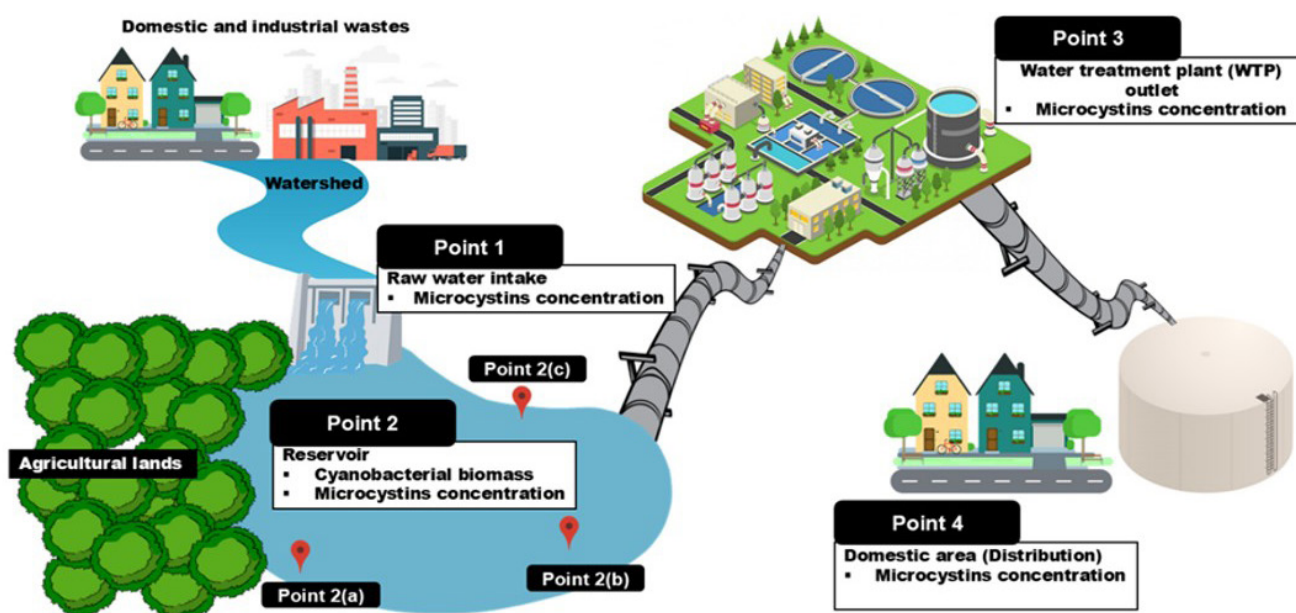 Domestic and industrial wastes
Watershed
Point 1
Raw water intake
▪ Microcystins concentration
Point 3
Water treatment plant (WTP)
outlet
▪ Microcystins concentration
Point 2(c)
Point 2
Reservoir
▪ Cyanobacterial biomass
▪ Microcystins concentration
Agricultural lands
Point 2(a)
Point 2(b)
Point 4
Domestic area (Distribution)
▪ Microcystins concentration